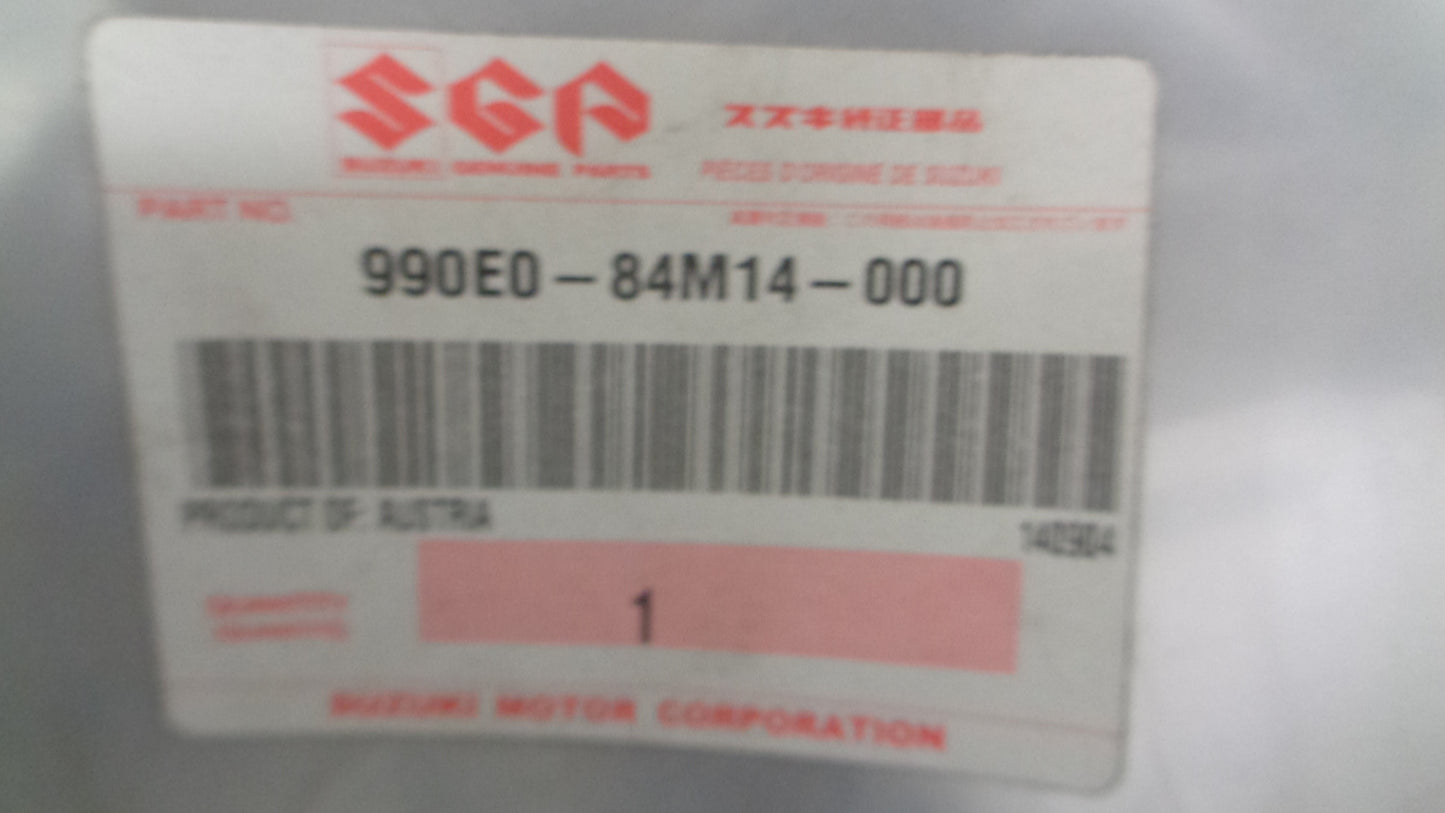 SGP
スズキ純正部品
SUZUKI GENUINE PARTS
PIÈCES D'ORIGINE DE SUZUKI
PART NO.
990E0-84M14-000
PRODUCT OF: AUSTRIA
140904
QUANTITY
1
SUZUKI MOTOR CORPORATION